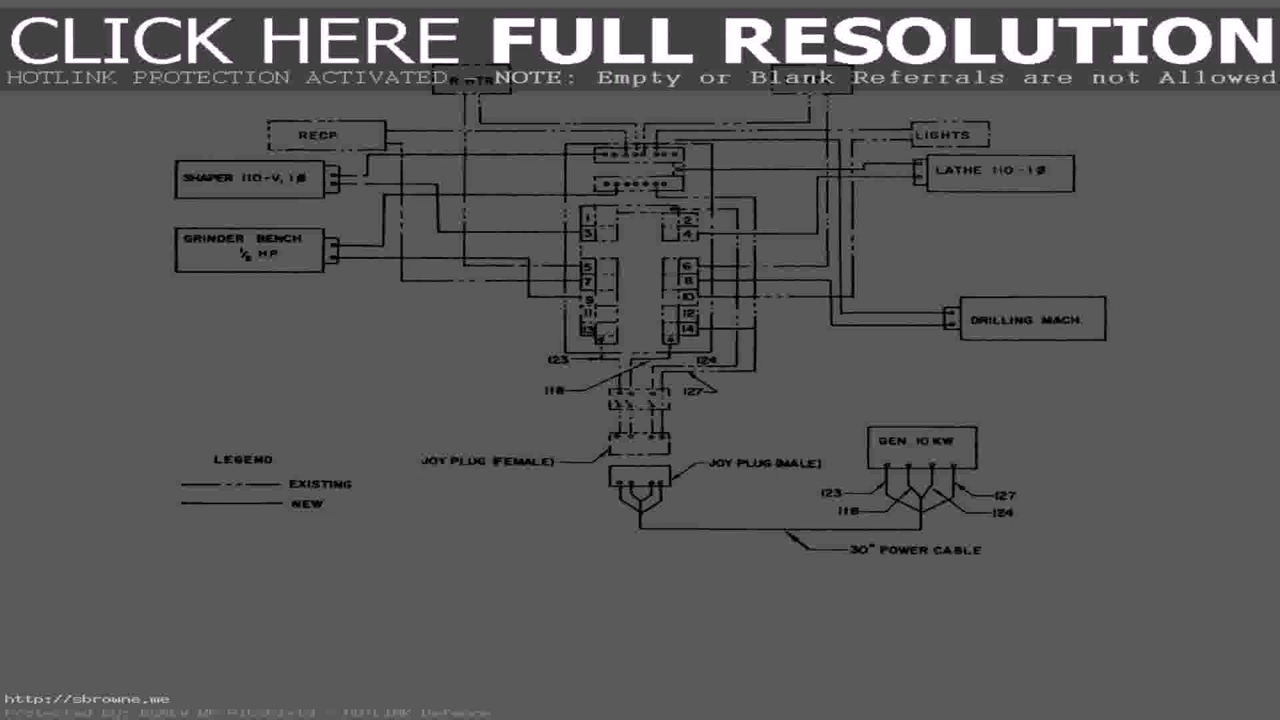 CLICK HERE FULL RESOLUTION
HOTLINK PROTECTION ACTIVATED - NOTE: Empty or Blank Referrals are not Allowed
RECP.
LIGHTS
SHAPER 110-V, 1Ø
LATHE 110-1Ø
GRINDER BENCH
1/2 HP
1 2
3 4
5 6
7 8
9 10
11 12
13 14
DRILLING MACH.
123 124
118 127
GEN 10 KW
LEGEND
JOY PLUG (FEMALE)
JOY PLUG (MALE)
EXISTING
NEW
123 127
118 124
30" POWER CABLE
http://sbrowne.me